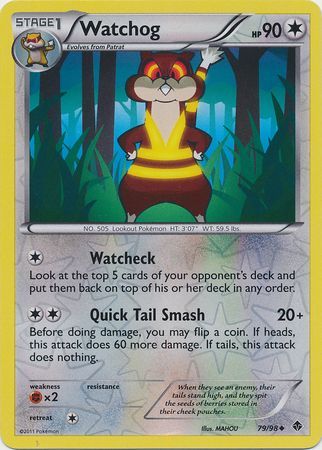 STAGE1
Watchog
HP 90
Evolves from Patrat
NO. 505 Lookout Pokémon HT: 3'07" WT: 59.5 lbs.
Watcheck
Look at the top 5 cards of your opponent's deck and
put them back on top of his or her deck in any order.
Quick Tail Smash 20+
Before doing damage, you may flip a coin. If heads,
this attack does 60 more damage. If tails, this attack
does nothing.
weakness
resistance
×2
retreat
When they see an enemy, their
tails stand high, and they spit
the seeds of berries stored in
their cheek pouches.
©2011 Pokémon
Illus. MAHOU
79/98